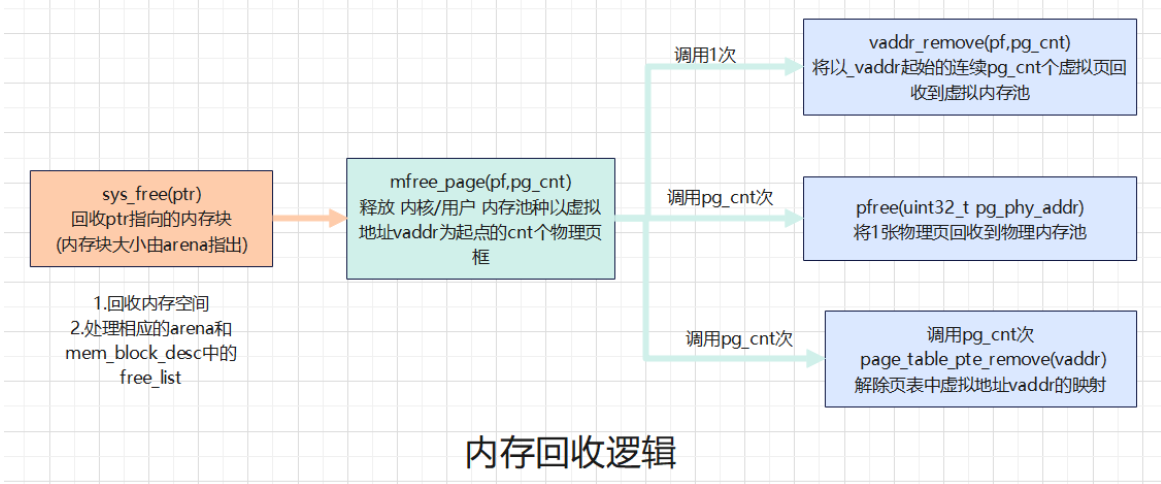 调用1次
vaddr_remove(pf,pg_cnt)
将以_vaddr起始的连续pg_cnt个虚拟页回
收到虚拟内存池
sys_free(ptr)
回收ptr指向的内存块
(内存块大小由arena指出)
mfree_page(pf,pg_cnt)
释放 内核/用户 内存池种以虚拟
地址vaddr为起点的cnt个物理页
框
调用pg_cnt次
pfree(uint32_t pg_phy_addr)
将1张物理页回收到物理内存池
1.回收内存空间
2.处理相应的arena和
mem_block_desc中的
free_list
调用pg_cnt次
调用pg_cnt次
page_table_pte_remove(vaddr)
解除页表中虚拟地址vaddr的映射
内存回收逻辑